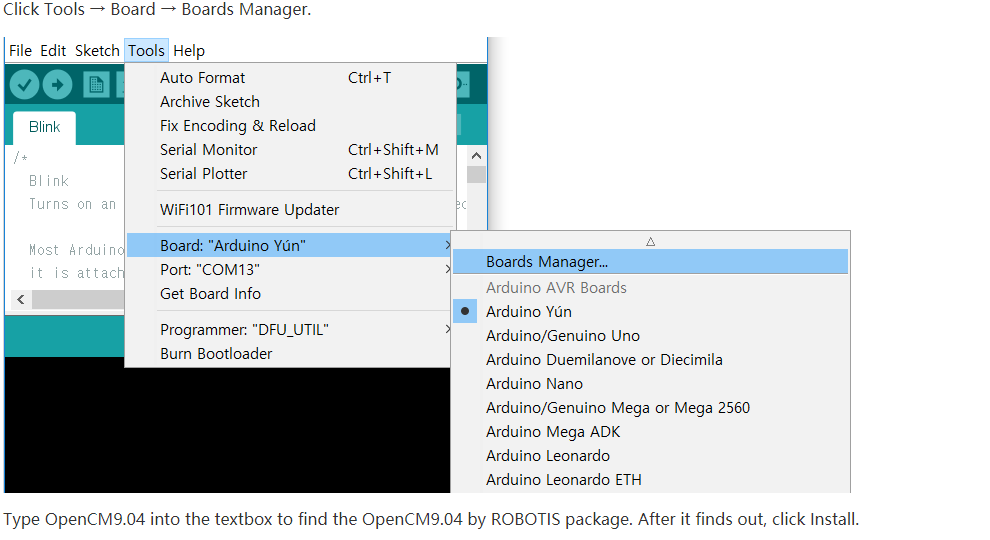 Click Tools → Board → Boards Manager.
File Edit Sketch Tools Help
Auto Format Ctrl+T
Archive Sketch
Fix Encoding & Reload
Serial Monitor Ctrl+Shift+M
Serial Plotter Ctrl+Shift+L
WiFi101 Firmware Updater
Board: "Arduino Yún"
Port: "COM13"
Get Board Info
Programmer: "DFU_UTIL"
Burn Bootloader
Blink
/*
Blink
Turns on an
Most Arduino
it is attach
Boards Manager...
Arduino AVR Boards
Arduino Yún
Arduino/Genuino Uno
Arduino Duemilanove or Diecimila
Arduino Nano
Arduino/Genuino Mega or Mega 2560
Arduino Mega ADK
Arduino Leonardo
Arduino Leonardo ETH
Type OpenCM9.04 into the textbox to find the OpenCM9.04 by ROBOTIS package. After it finds out, click Install.